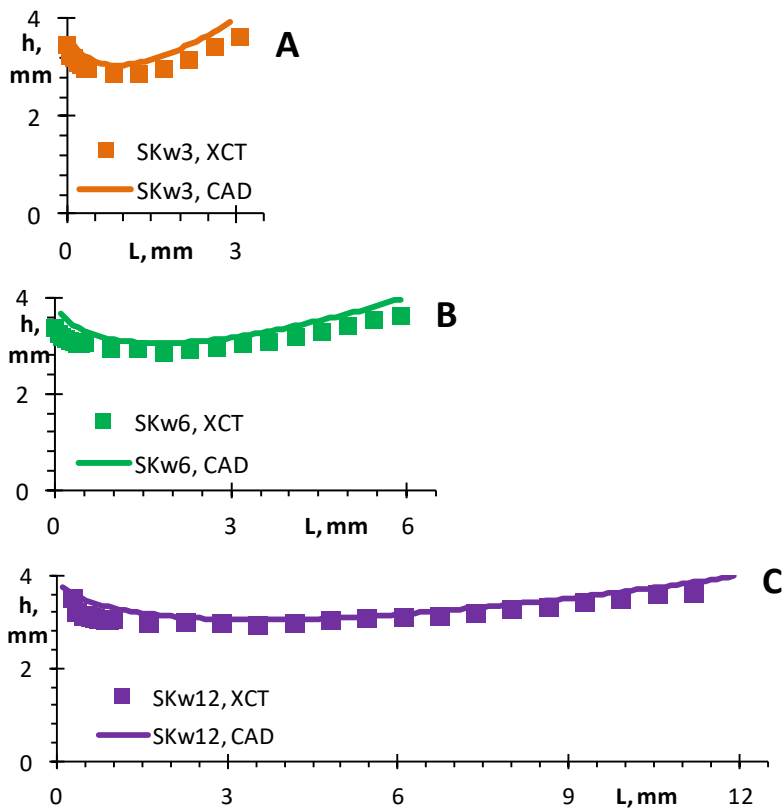 4
h,
A
mm
2
SKw3, XCT
SKw3, CAD
0
0 L, mm 3
4
h,
B
mm
2
SKw6, XCT
SKw6, CAD
0
0 3 L, mm 6
4
C
h,
mm
2
SKw12, XCT
SKw12, CAD
0
0 3 6 9 L, mm 12